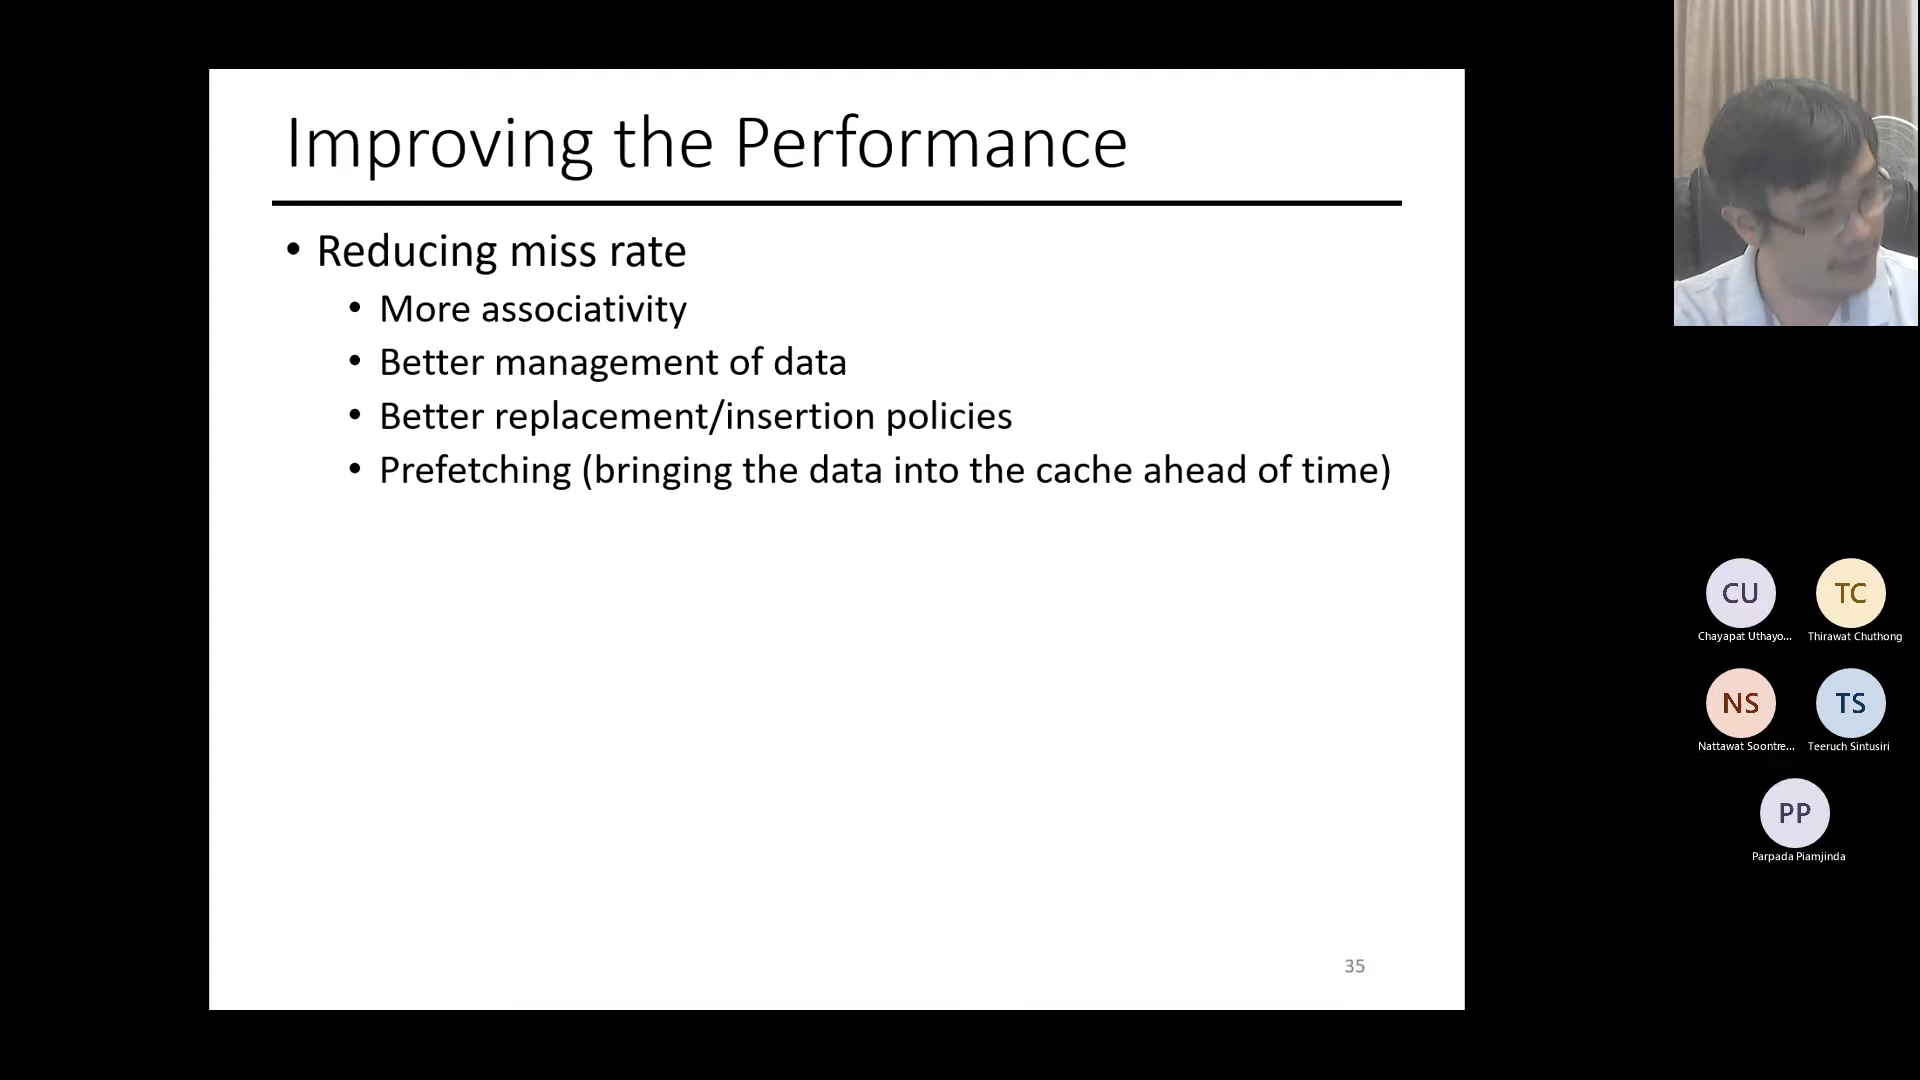 Improving the Performance
• Reducing miss rate
• More associativity
• Better management of data
• Better replacement/insertion policies
• Prefetching (bringing the data into the cache ahead of time)
35
CU
Chayapat Uthayo...
TC
Thirawat Chuthong
NS
Nattawat Soontre...
TS
Teeruch Sintusiri
PP
Parpada Piamjinda